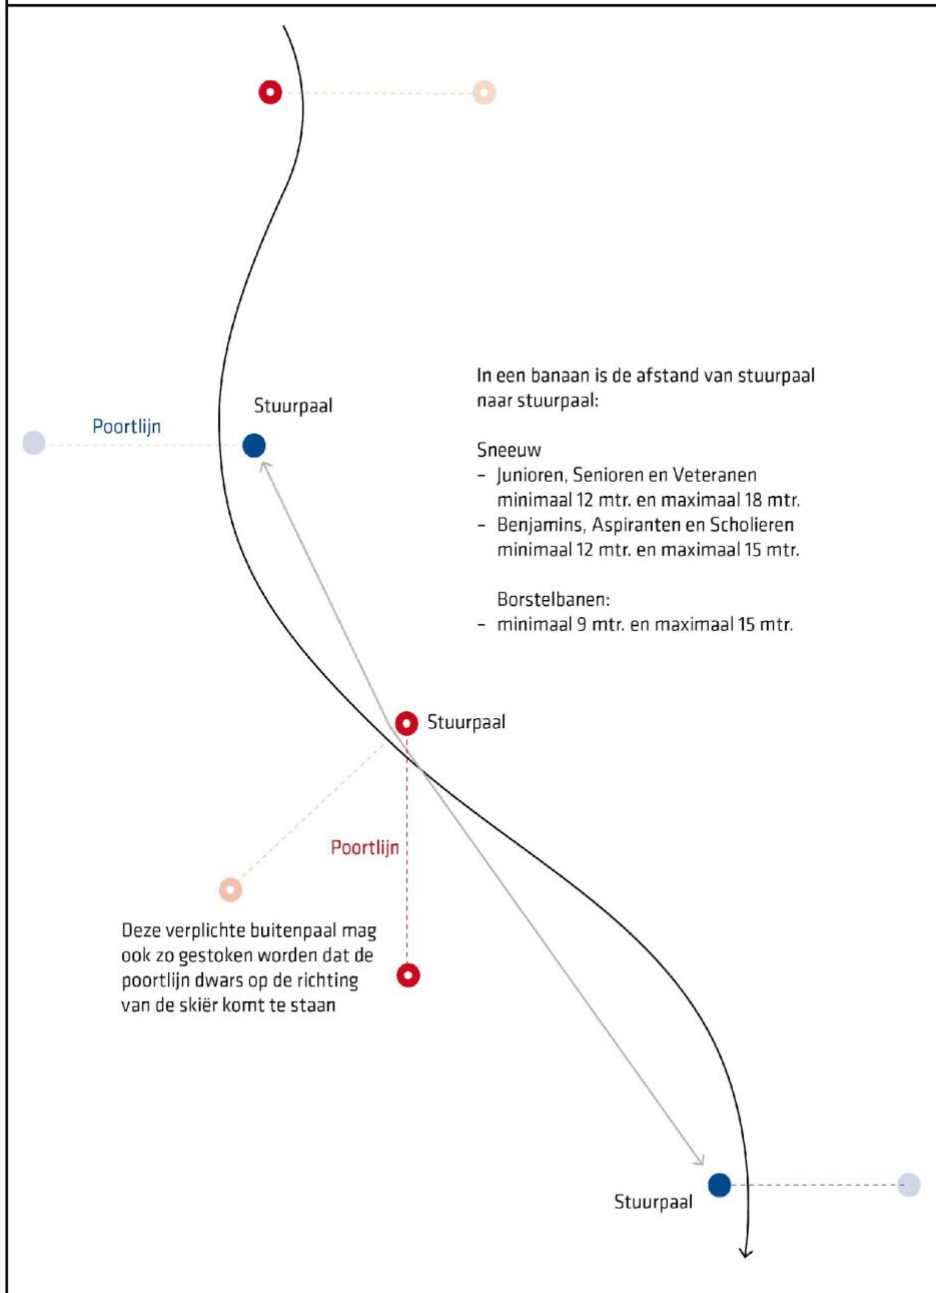 In een banaan is de afstand van stuurpaal
naar stuurpaal:
Stuurpaal
Poortlijn
Sneeuw
- Junioren, Senioren en Veteranen
minimaal 12 mtr. en maximaal 18 mtr.
- Benjamins, Aspiranten en Scholieren
minimaal 12 mtr. en maximaal 15 mtr.
Borstelbanen:
- minimaal 9 mtr. en maximaal 15 mtr.
Stuurpaal
Poortlijn
Deze verplichte buitenpaal mag
ook zo gestoken worden dat de
poortlijn dwars op de richting
van de skiër komt te staan
Stuurpaal